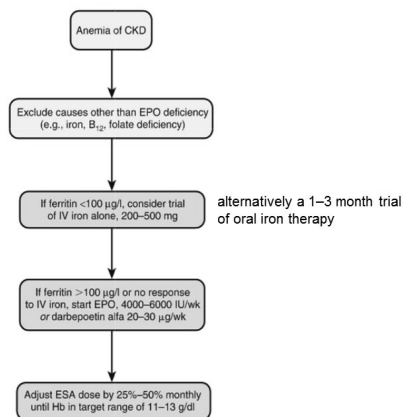 Anemia of CKD
Exclude causes other than EPO deficiency
(e.g., iron, B₁₂, folate deficiency)
If ferritin <100 μg/l, consider trial
of IV iron alone, 200–500 mg
alternatively a 1–3 month trial
of oral iron therapy
If ferritin >100 μg/l or no response
to IV iron, start EPO, 4000–6000 IU/wk
or darbepoetin alfa 20–30 μg/wk
Adjust ESA dose by 25%–50% monthly
until Hb in target range of 11–13 g/dl